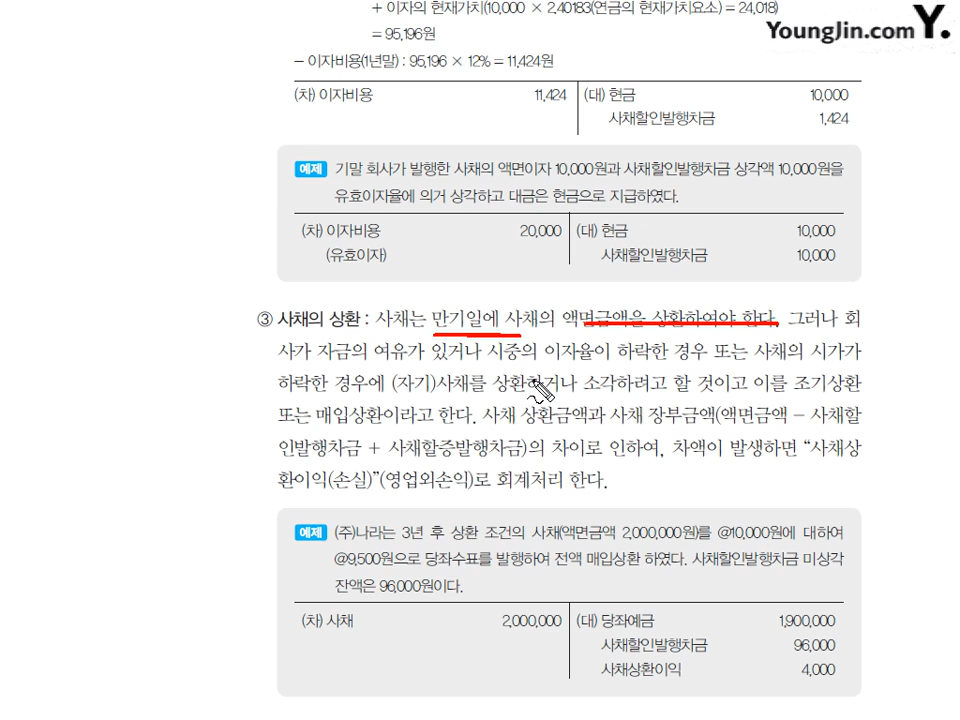 + 이자의 현재가치(10,000 × 2.40183(연금의 현재가치요소) = 24,018)
YoungJin.com Y.
= 95,196원
– 이자비용(1년말) : 95,196 × 12% = 11,424원
(차) 이자비용 11,424 (대) 현금 10,000
사채할인발행차금 1,424
예제 기말 회사가 발행한 사채의 액면이자 10,000원과 사채할인발행차금 상각액 10,000원을
유효이자율에 의거 상각하고 대금은 현금으로 지급하였다.
(차) 이자비용 20,000 (대) 현금 10,000
(유효이자) 사채할인발행차금 10,000
③ 사채의 상환 : 사채는 만기일에 사채의 액면금액을 상환하여야 한다. 그러나 회
사가 자금의 여유가 있거나 시중의 이자율이 하락한 경우 또는 사채의 시가가
하락한 경우에 (자기)사채를 상환하거나 소각하려고 할 것이고 이를 조기상환
또는 매입상환이라고 한다. 사채 상환금액과 사채 장부금액(액면금액 – 사채할
인발행차금 + 사채할증발행차금)의 차이로 인하여, 차액이 발생하면 “사채상
환이익(손실)”(영업외손익)로 회계처리 한다.
예제 (주)나라는 3년 후 상환 조건의 사채(액면금액 2,000,000원)를 @10,000원에 대하여
@9,500원으로 당좌수표를 발행하여 전액 매입상환 하였다. 사채할인발행차금 미상각
잔액은 96,000원이다.
(차) 사채 2,000,000 (대) 당좌예금 1,900,000
사채할인발행차금 96,000
사채상환이익 4,000